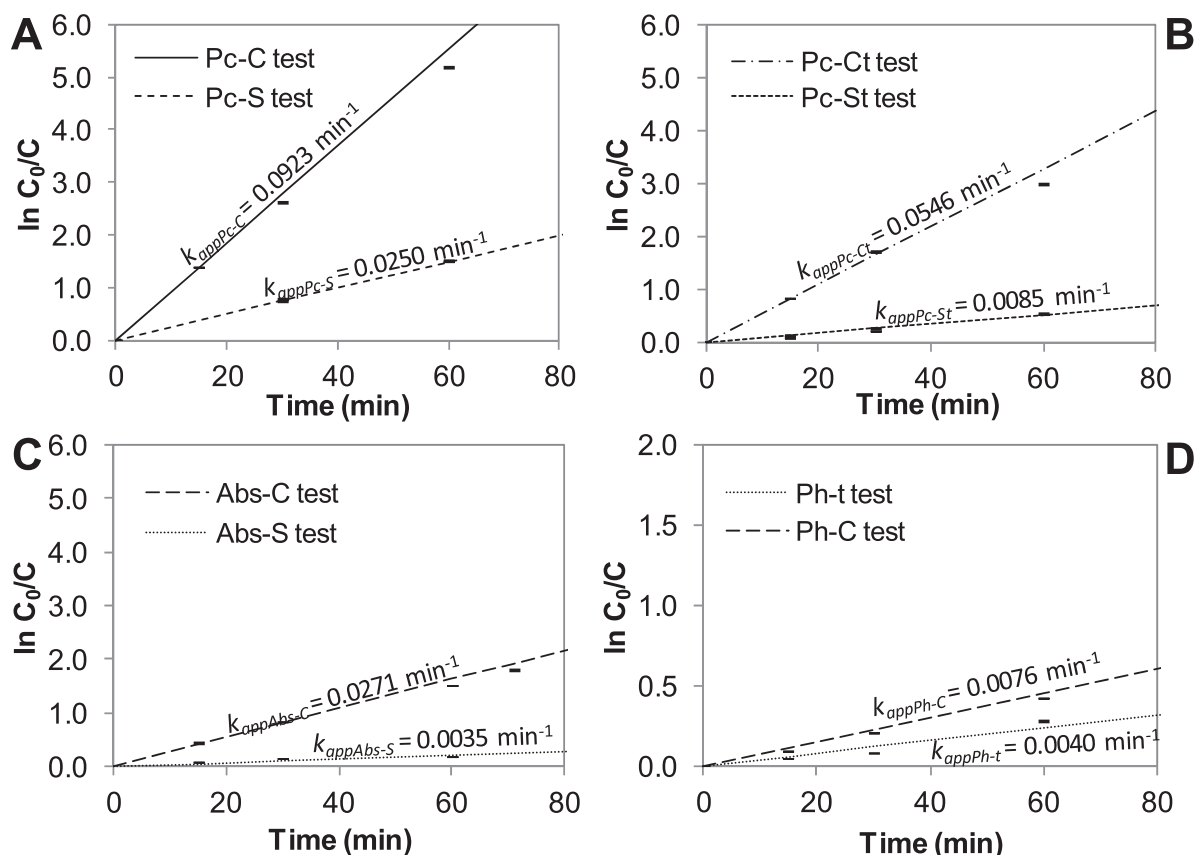 A
6.0
5.0
4.0
3.0
2.0
1.0
0.0
ln C₀/C
Pc-C test
Pc-S test
kappPc-C = 0.0923 min⁻¹
kappPc-S = 0.0250 min⁻¹
0 20 40 60 80
Time (min)
B
6.0
5.0
4.0
3.0
2.0
1.0
0.0
ln C₀/C
Pc-Ct test
Pc-St test
kappPc-Ct = 0.0546 min⁻¹
kappPc-St = 0.0085 min⁻¹
0 20 40 60 80
Time (min)
C
6.0
5.0
4.0
3.0
2.0
1.0
0.0
ln C₀/C
Abs-C test
Abs-S test
kappAbs-C = 0.0271 min⁻¹
kappAbs-S = 0.0035 min⁻¹
0 20 40 60 80
Time (min)
D
2.0
1.5
1.0
0.5
0.0
ln C₀/C
Ph-t test
Ph-C test
kappPh-C = 0.0076 min⁻¹
kappPh-t = 0.0040 min⁻¹
0 20 40 60 80
Time (min)